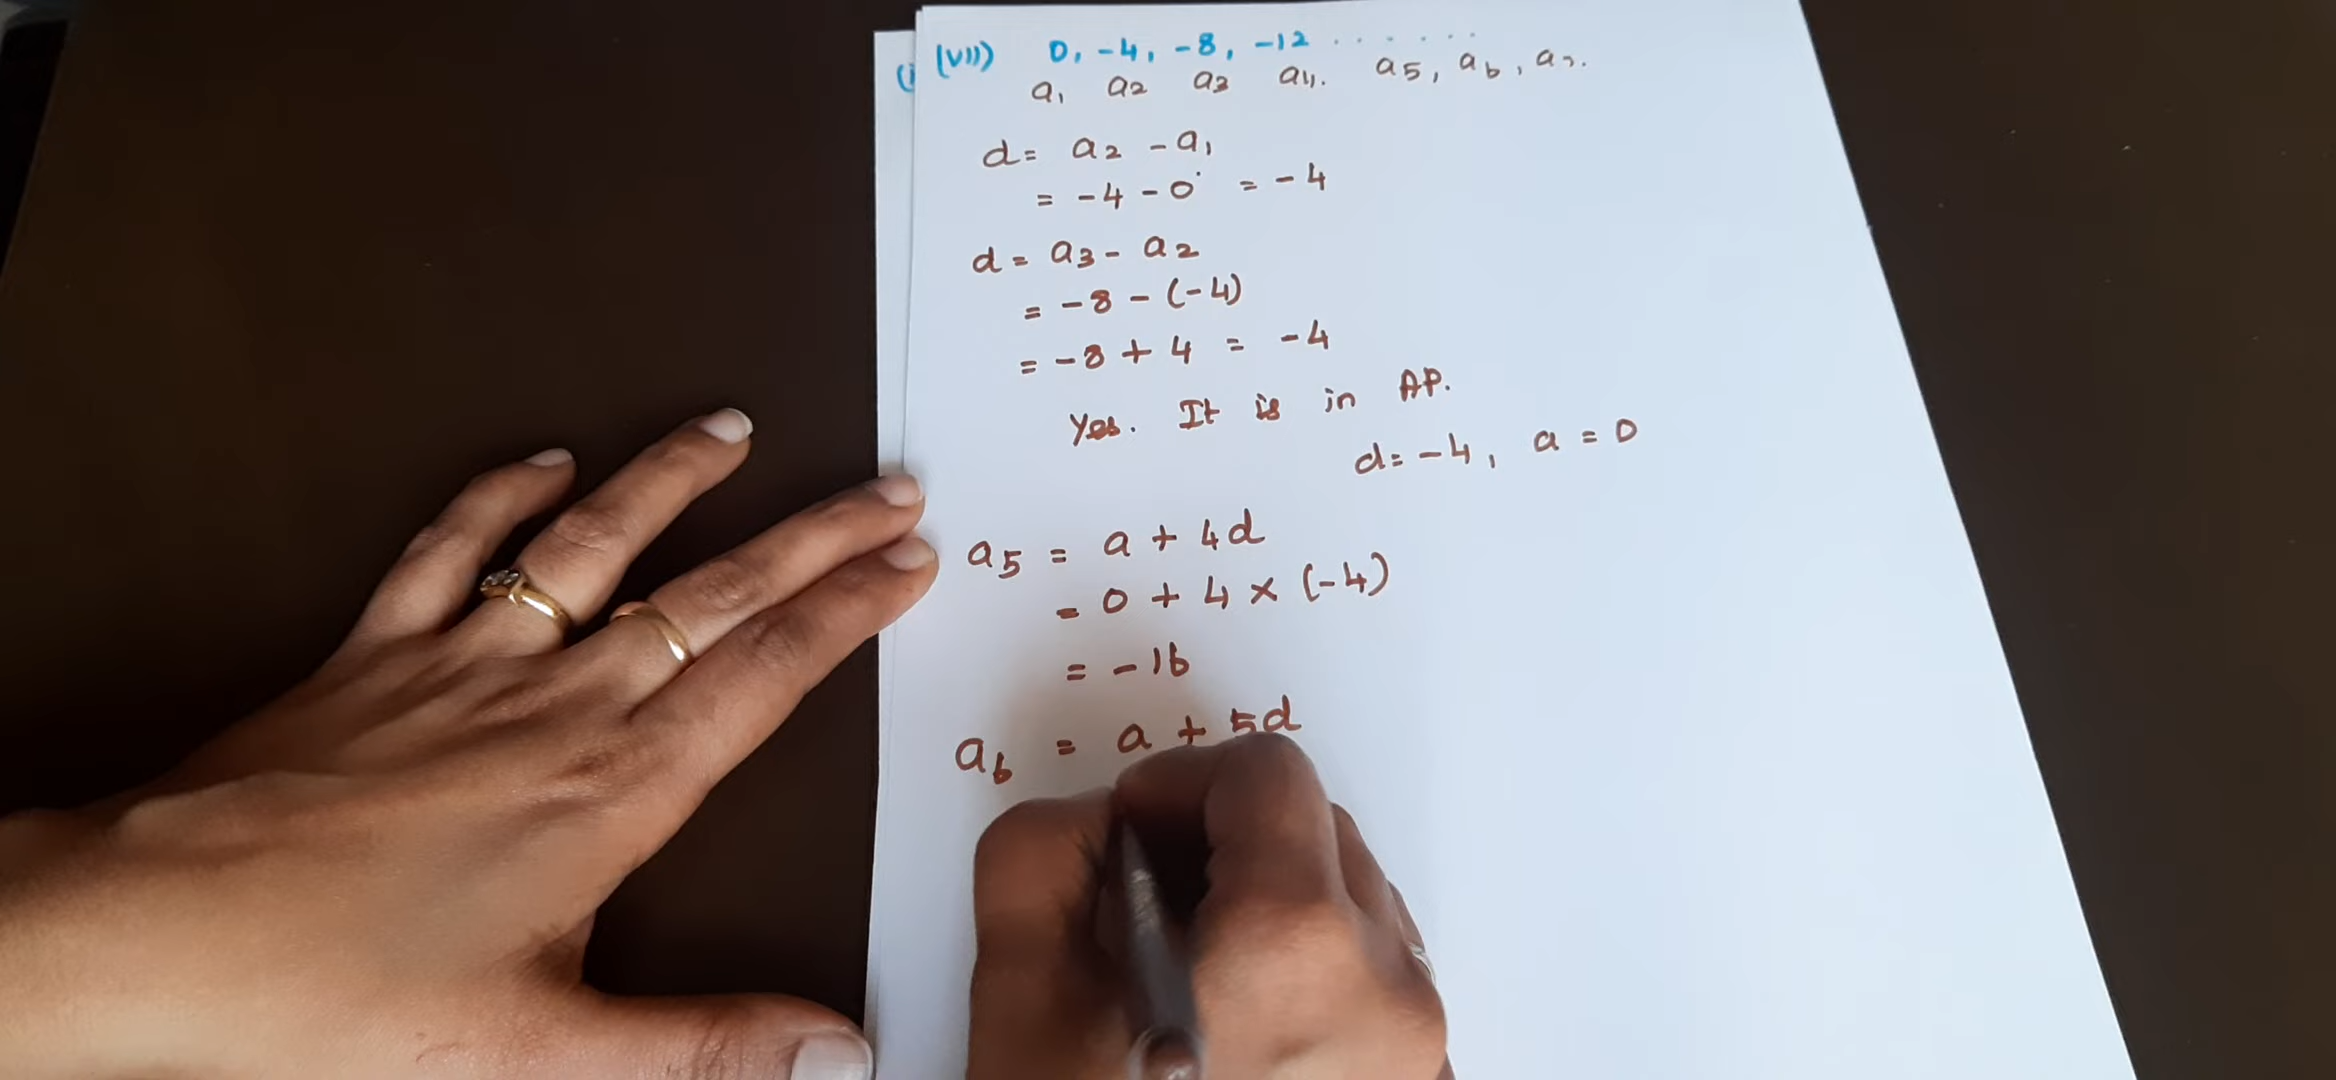 (vii) 0, -4, -8, -12 .......
a₁ a₂ a₃ a₄. a₅, a₆, a₇.
d = a₂ - a₁
= -4 - 0 = -4
d = a₃ - a₂
= -8 - (-4)
= -8 + 4 = -4
Yes. It is in AP.
d = -4, a = 0
a₅ = a + 4d
= 0 + 4 × (-4)
= -16
a₆ = a + 5d